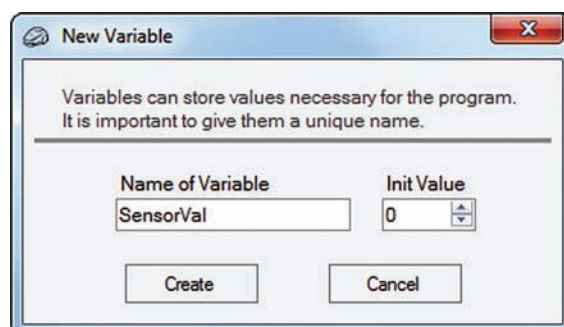 New Variable
Variables can store values necessary for the program.
It is important to give them a unique name.
Name of Variable Init Value
SensorVal 0
Create Cancel